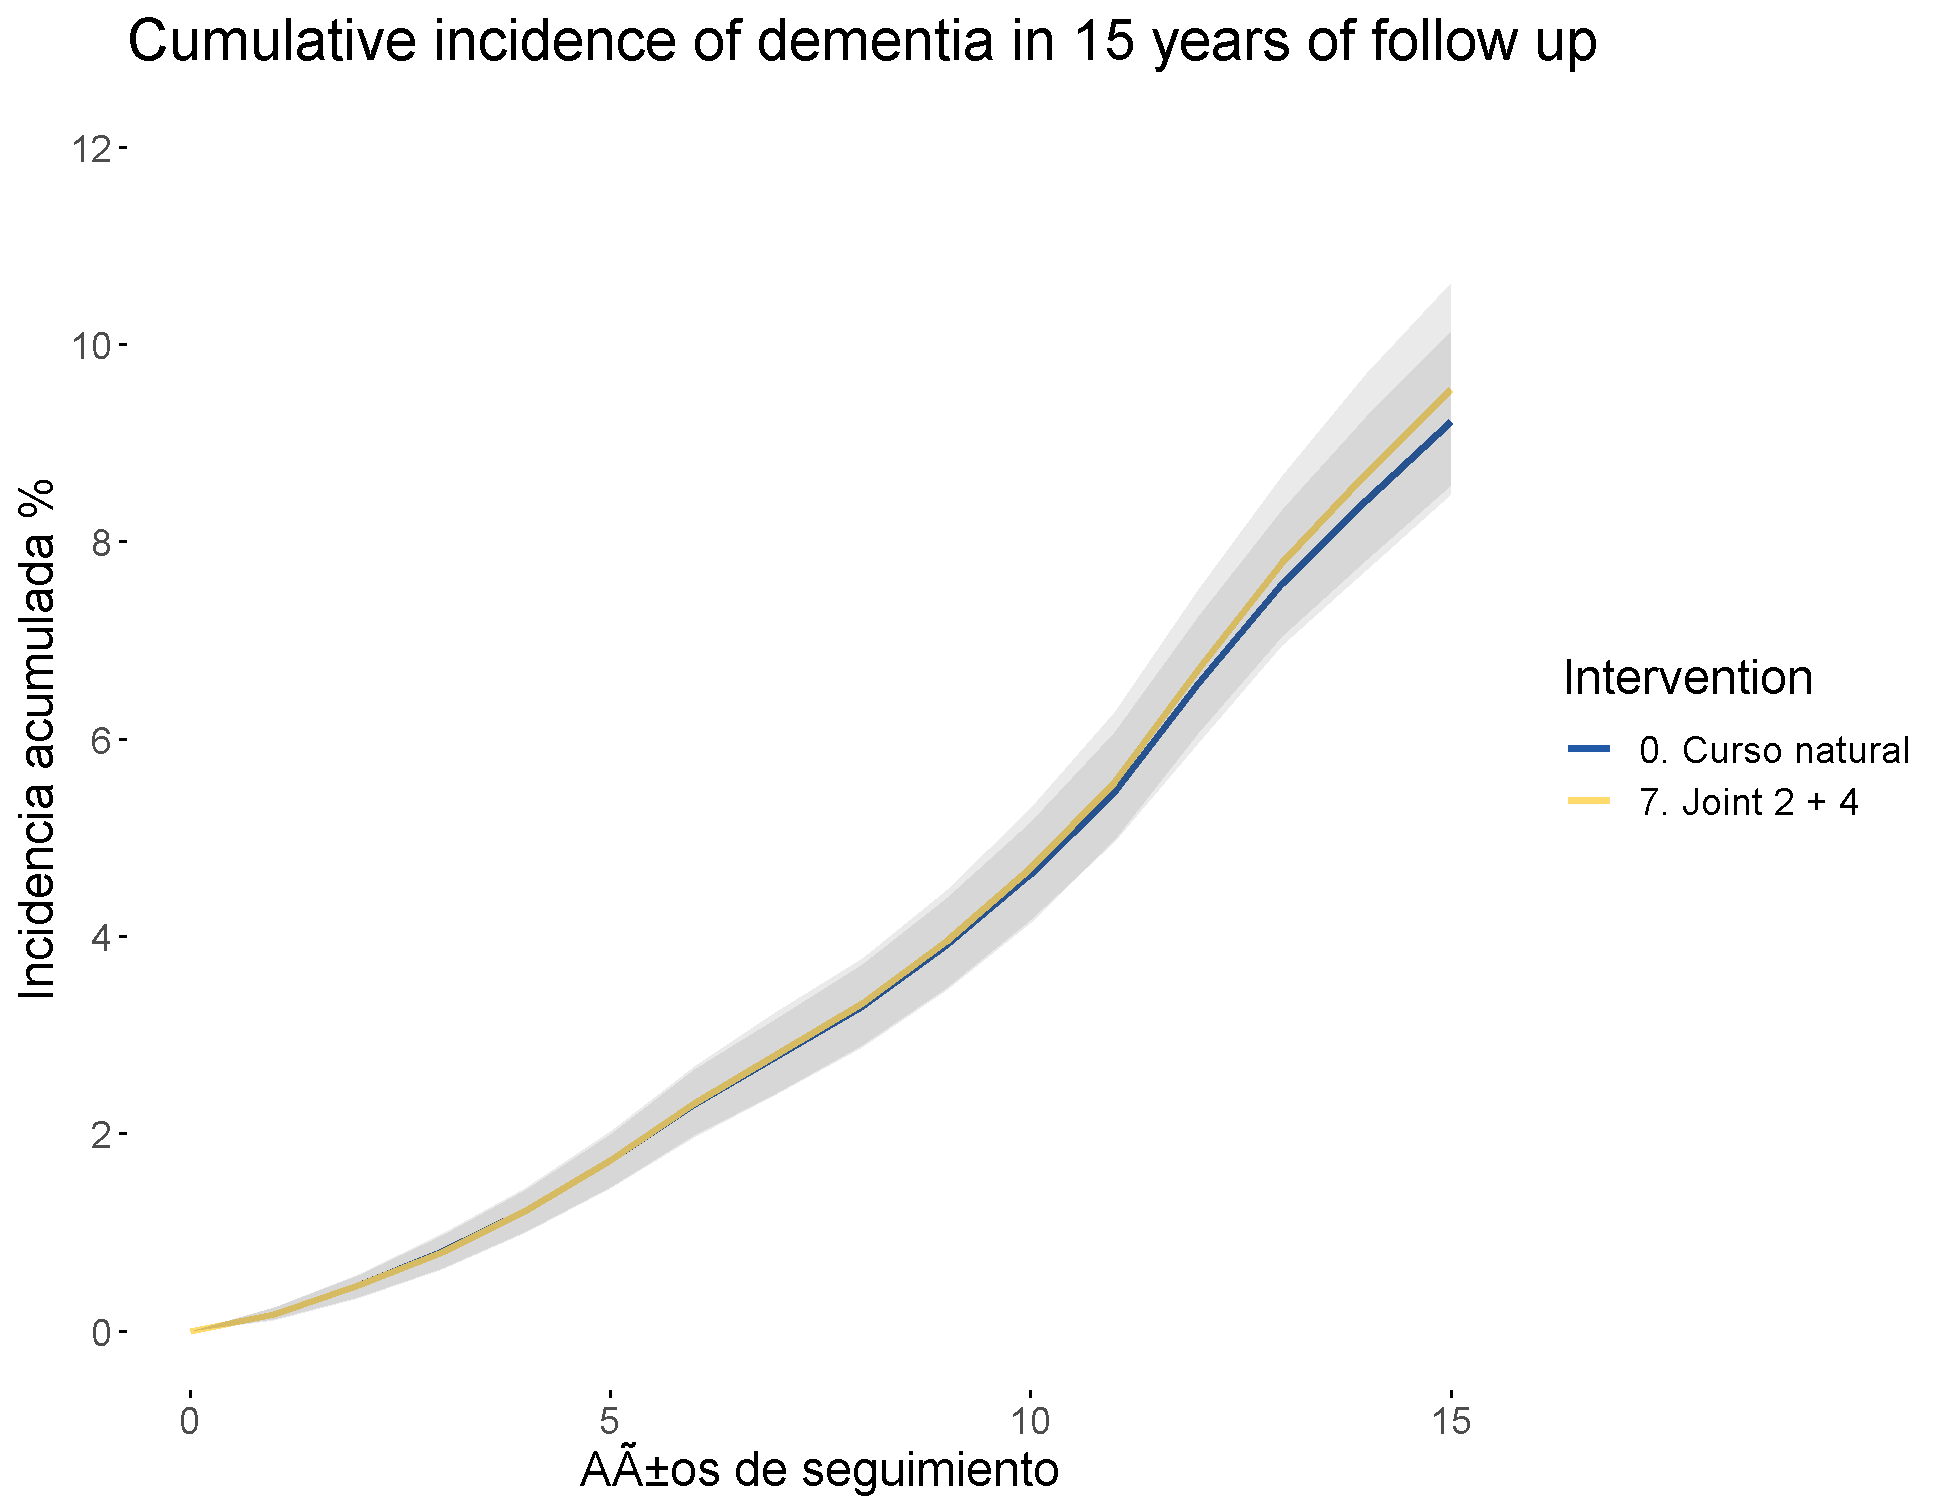 Cumulative incidence of dementia in 15 years of follow up
12
10
8
6
4
2
0
Incidencia acumulada %
0 5 10 15
AÃ±os de seguimiento
Intervention
0. Curso natural
7. Joint 2 + 4